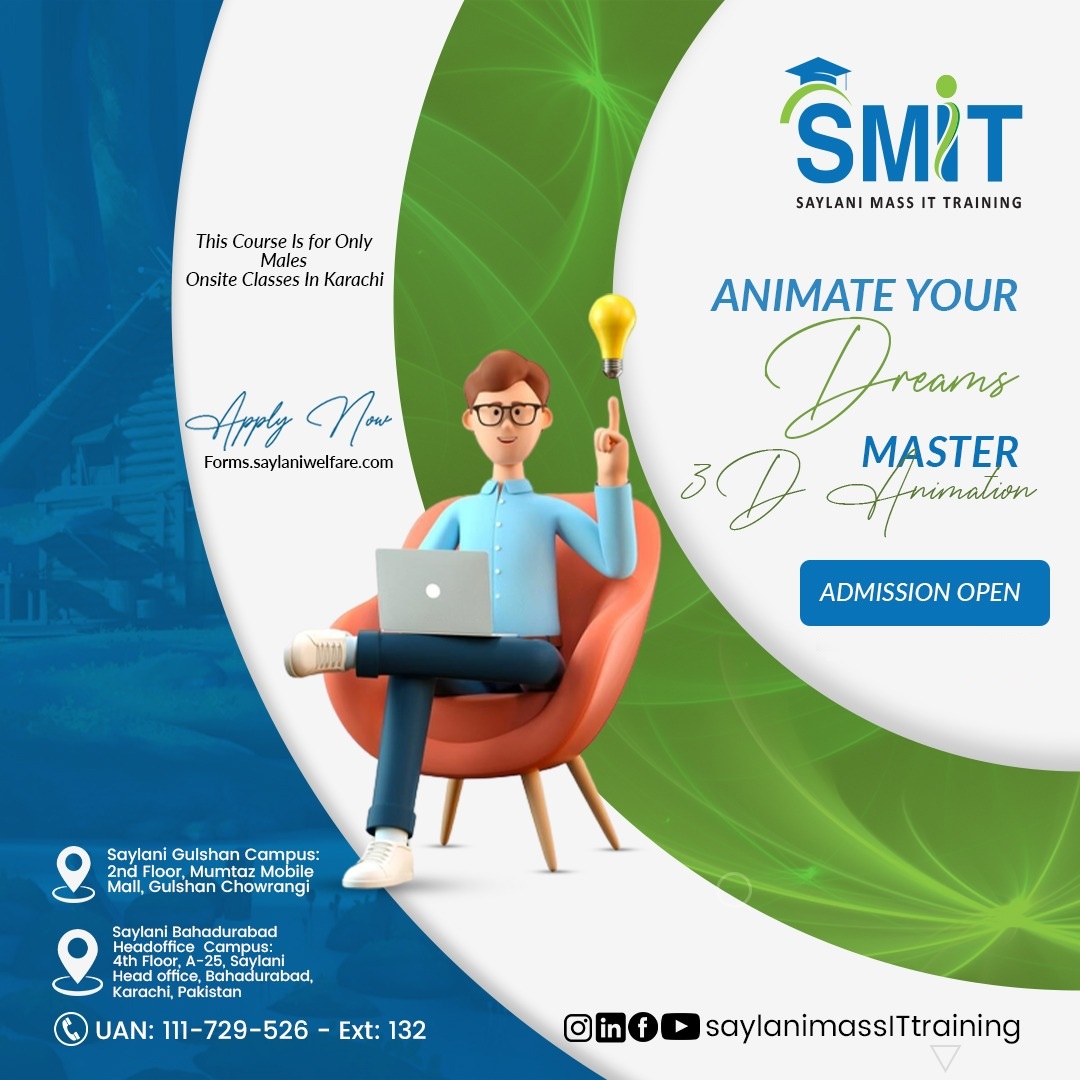 SMiT
SAYLANI MASS IT TRAINING
This Course Is for Only
Males
Onsite Classes In Karachi
ANIMATE YOUR
Dreams
MASTER
3D Animation
Apply Now
Forms.saylaniwelfare.com
ADMISSION OPEN
Saylani Gulshan Campus:
2nd Floor, Mumtaz Mobile
Mall, Gulshan Chowrangi
Saylani Bahadurabad
Headoffice Campus:
4th Floor, A-25, Saylani
Head office, Bahadurabad,
Karachi, Pakistan
UAN: 111-729-526 - Ext: 132
saylanimassITtraining